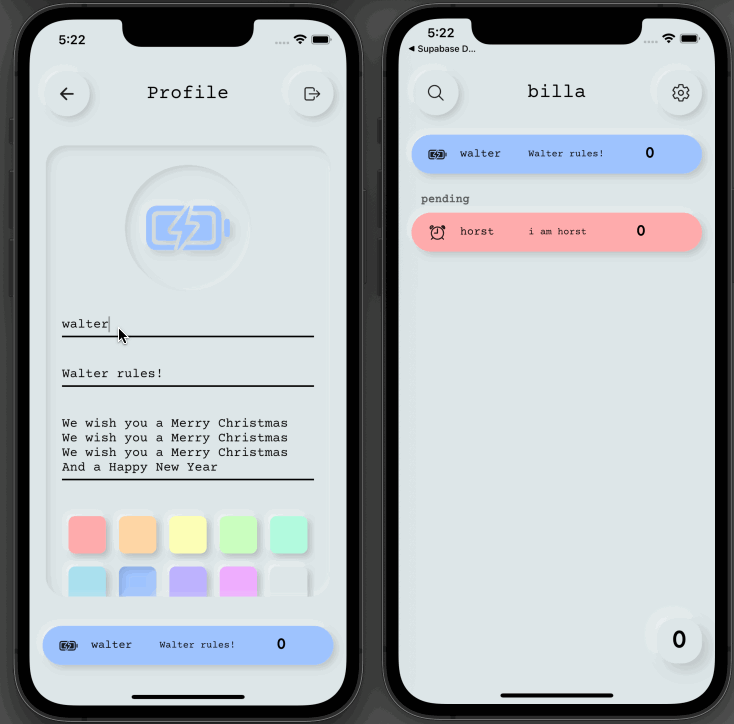 5:22
Profile
walter
Walter rules!
We wish you a Merry Christmas
We wish you a Merry Christmas
We wish you a Merry Christmas
And a Happy New Year
walter Walter rules! 0
5:22
◀ Supabase D...
billa
walter Walter rules! 0
pending
horst i am horst 0
0